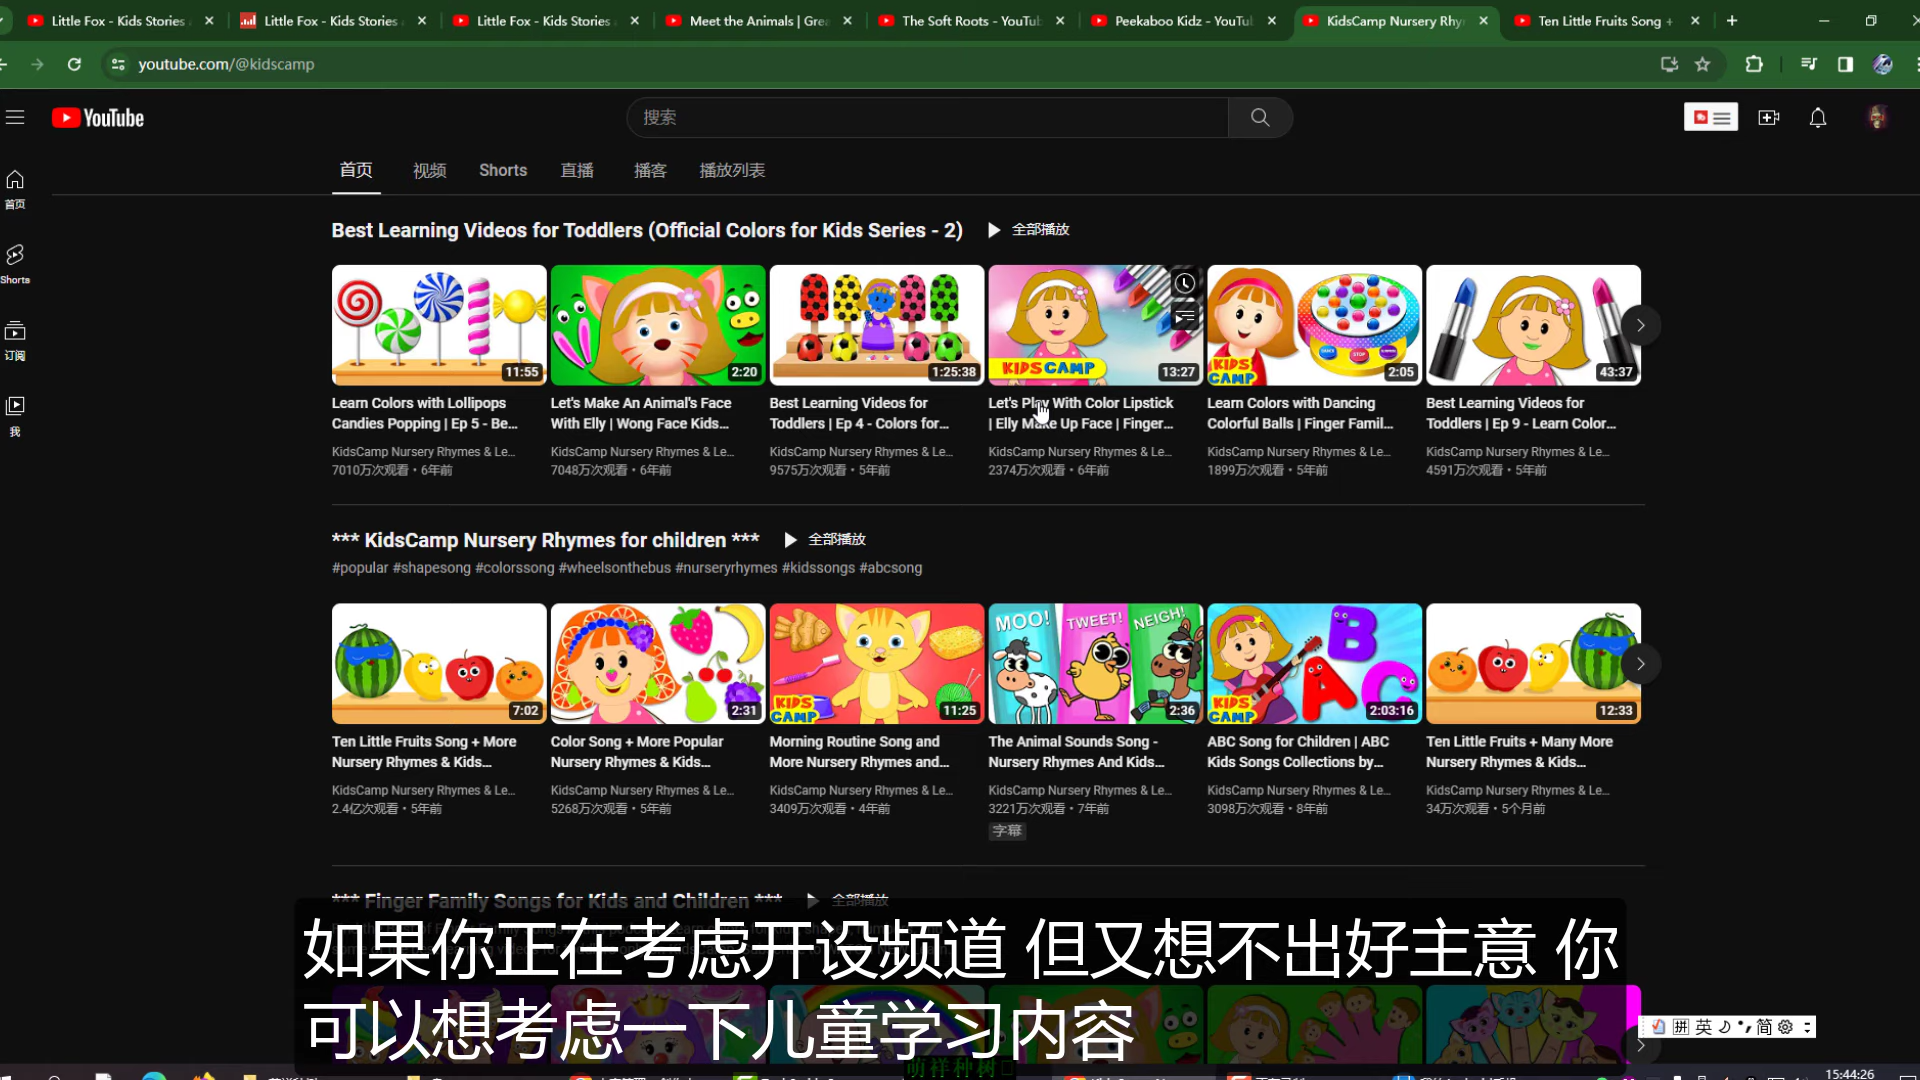 Little Fox - Kids Stories
Little Fox - Kids Stories
Little Fox - Kids Stories
Meet the Animals | Grea
The Soft Roots - YouTub
Peekaboo Kidz - YouTu
KidsCamp Nursery Rhy
Ten Little Fruits Song +
youtube.com/@kidscamp
YouTube
搜索
首页
视频
Shorts
直播
播客
播放列表
首页
Shorts
订阅
我
Best Learning Videos for Toddlers (Official Colors for Kids Series - 2)
全部播放
11:55
2:20
1:25:38
KIDS CAMP
13:27
KIDS CAMP
2:05
43:37
Learn Colors with Lollipops
Candies Popping | Ep 5 - Be...
KidsCamp Nursery Rhymes & Le...
7010万次观看 • 6年前
Let's Make An Animal's Face
With Elly | Wong Face Kids...
KidsCamp Nursery Rhymes & Le...
7048万次观看 • 6年前
Best Learning Videos for
Toddlers | Ep 4 - Colors for...
KidsCamp Nursery Rhymes & Le...
9575万次观看 • 5年前
Let's Play With Color Lipstick
| Elly Make Up Face | Finger...
KidsCamp Nursery Rhymes & Le...
2374万次观看 • 6年前
Learn Colors with Dancing
Colorful Balls | Finger Famil...
KidsCamp Nursery Rhymes & Le...
1899万次观看 • 5年前
Best Learning Videos for
Toddlers | Ep 9 - Learn Color...
KidsCamp Nursery Rhymes & Le...
4591万次观看 • 5年前
*** KidsCamp Nursery Rhymes for children ***
全部播放
#popular #shapesong #colorssong #wheelsonthebus #nurseryrhymes #kidssongs #abcsong
7:02
2:31
KIDS CAMP
11:25
MOO! TWEET! NEIGH!
2:36
B A C
KIDS CAMP
2:03:16
12:33
Ten Little Fruits Song + More
Nursery Rhymes & Kids...
KidsCamp Nursery Rhymes & Le...
2.4亿次观看 • 5年前
Color Song + More Popular
Nursery Rhymes & Kids...
KidsCamp Nursery Rhymes & Le...
5268万次观看 • 5年前
Morning Routine Song and
More Nursery Rhymes and...
KidsCamp Nursery Rhymes & Le...
3409万次观看 • 4年前
The Animal Sounds Song -
Nursery Rhymes And Kids...
KidsCamp Nursery Rhymes & Le...
3221万次观看 • 7年前
字幕
ABC Song for Children | ABC
Kids Songs Collections by...
KidsCamp Nursery Rhymes & Le...
3098万次观看 • 8年前
Ten Little Fruits + Many More
Nursery Rhymes & Kids...
KidsCamp Nursery Rhymes & Le...
34万次观看 • 5个月前
*** Finger Family Songs for Kids and Children ***
全部播放
如果你正在考虑开设频道 但又想不出好主意 你
可以想考虑一下儿童学习内容
拼 英 简
萌祥种树
15:44:26